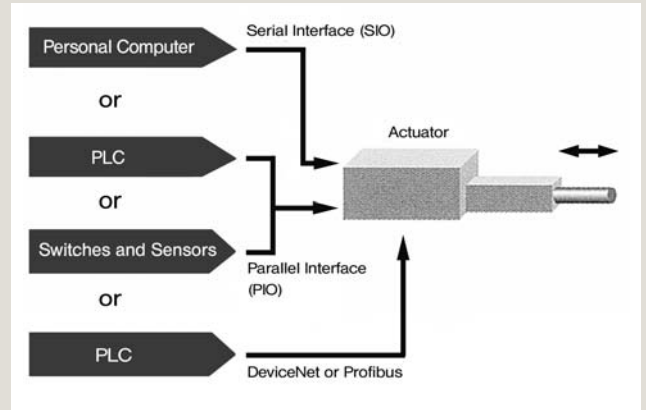 Personal Computer
Serial Interface (SIO)
or
Actuator
PLC
or
Switches and Sensors
Parallel Interface
(PIO)
or
PLC
DeviceNet or Profibus